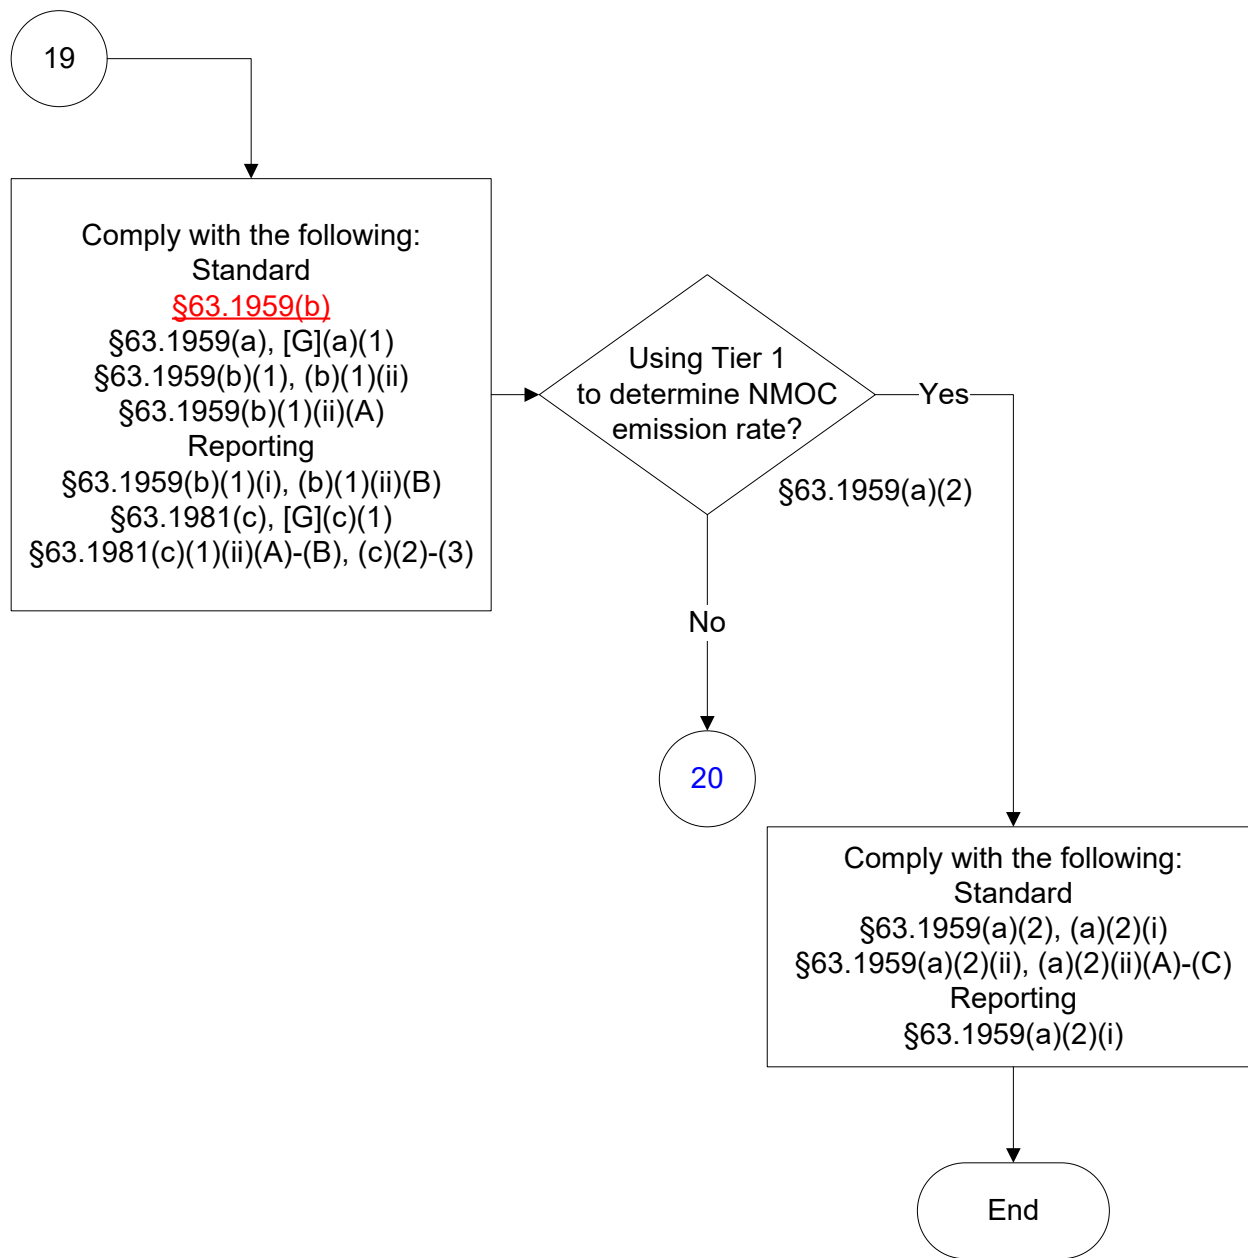 19
Comply with the following:
Standard
§63.1959(b)
§63.1959(a), [G](a)(1)
§63.1959(b)(1), (b)(1)(ii)
§63.1959(b)(1)(ii)(A)
Reporting
§63.1959(b)(1)(i), (b)(1)(ii)(B)
§63.1981(c), [G](c)(1)
§63.1981(c)(1)(ii)(A)-(B), (c)(2)-(3)
Using Tier 1
to determine NMOC
emission rate?
Yes
§63.1959(a)(2)
No
20
Comply with the following:
Standard
§63.1959(a)(2), (a)(2)(i)
§63.1959(a)(2)(ii), (a)(2)(ii)(A)-(C)
Reporting
§63.1959(a)(2)(i)
End